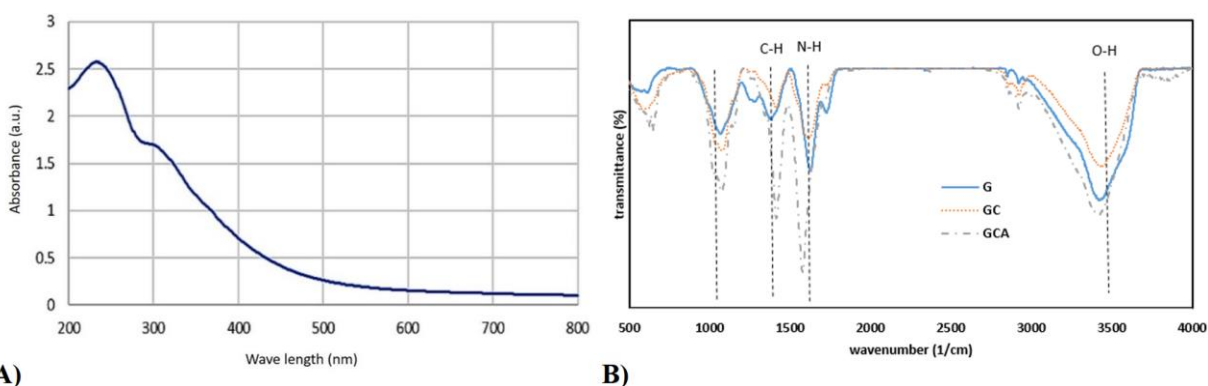 3
2.5
2
1.5
1
0.5
0
Absorbance (a.u.)
200 300 400 500 600 700 800
Wave length (nm)
A)
C-H N-H O-H
transmittance (%)
G
GC
GCA
500 1000 1500 2000 2500 3000 3500 4000
wavenumber (1/cm)
B)